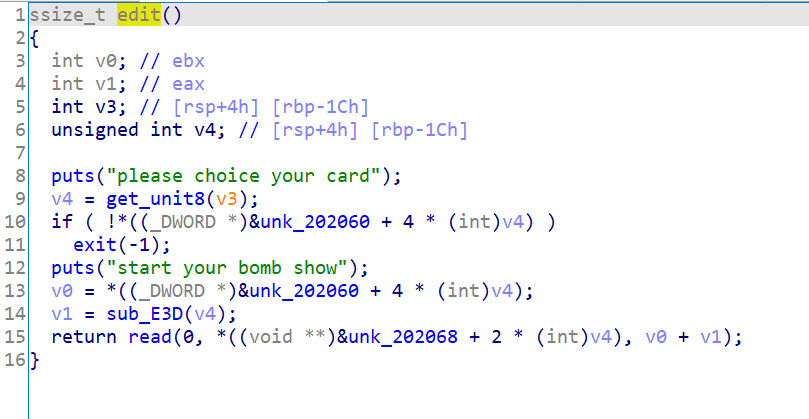 1 ssize_t edit()
2 {
3 int v0; // ebx
4 int v1; // eax
5 int v3; // [rsp+4h] [rbp-1Ch]
6 unsigned int v4; // [rsp+4h] [rbp-1Ch]
7
8 puts("please choice your card");
9 v4 = get_unit8(v3);
10 if ( !*((_DWORD *)&unk_202060 + 4 * (int)v4) )
11 exit(-1);
12 puts("start your bomb show");
13 v0 = *((_DWORD *)&unk_202060 + 4 * (int)v4);
14 v1 = sub_E3D(v4);
15 return read(0, *((void **)&unk_202068 + 2 * (int)v4), v0 + v1);
16 }